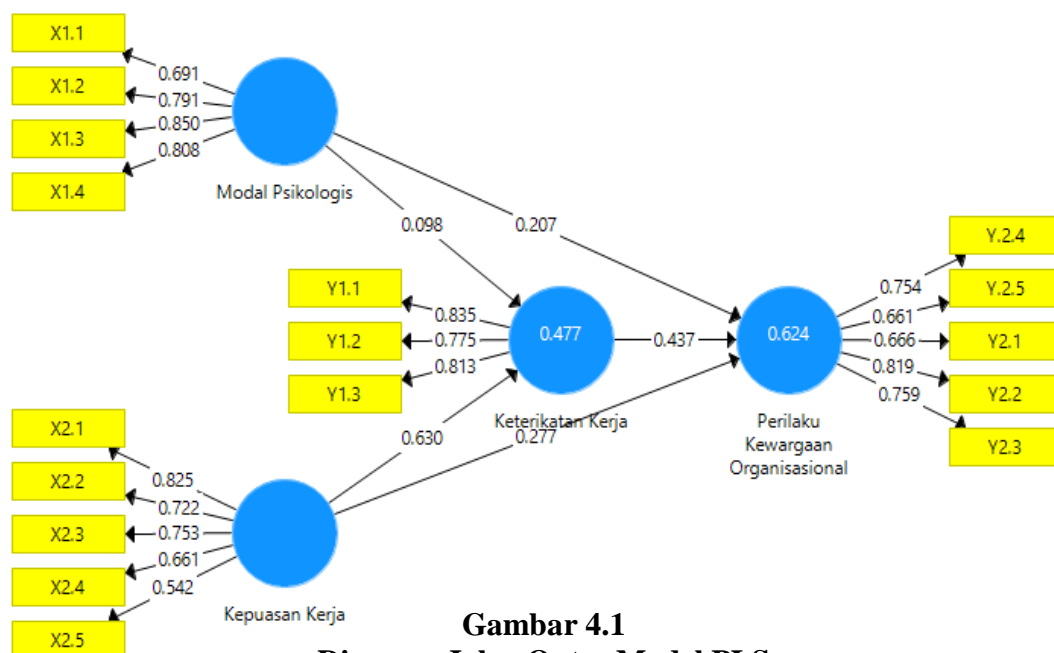 X1.1
X1.2
X1.3
X1.4
0.691
0.791
0.850
0.808
Modal Psikologis
0.098
0.207
Y1.1
Y1.2
Y1.3
0.835
0.775
0.813
0.477
Keterikatan Kerja
0.437
0.624
Perilaku
Kewargaan
Organisasional
Y.2.4
Y.2.5
Y2.1
Y2.2
Y2.3
0.754
0.661
0.666
0.819
0.759
0.630
0.277
X2.1
X2.2
X2.3
X2.4
X2.5
0.825
0.722
0.753
0.661
0.542
Kepuasan Kerja
Gambar 4.1